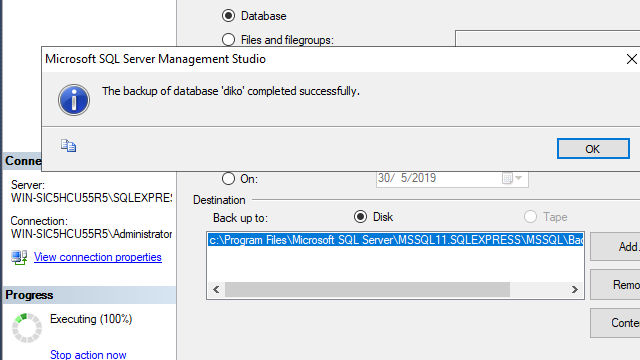 Database
Files and filegroups:
Microsoft SQL Server Management Studio
The backup of database 'diko' completed successfully.
OK
Connec
Server:
WIN-SIC5HCU55R5\SQLEXPRES
Connection:
WIN-SIC5HCU55R5\Administrator
View connection properties
Progress
Executing (100%)
Stop action now
On:
30/ 5/2019
Destination
Back up to:
Disk
Tape
c:\Program Files\Microsoft SQL Server\MSSQL11.SQLEXPRESS\MSSQL\Bac
Add.
Remo
Conte